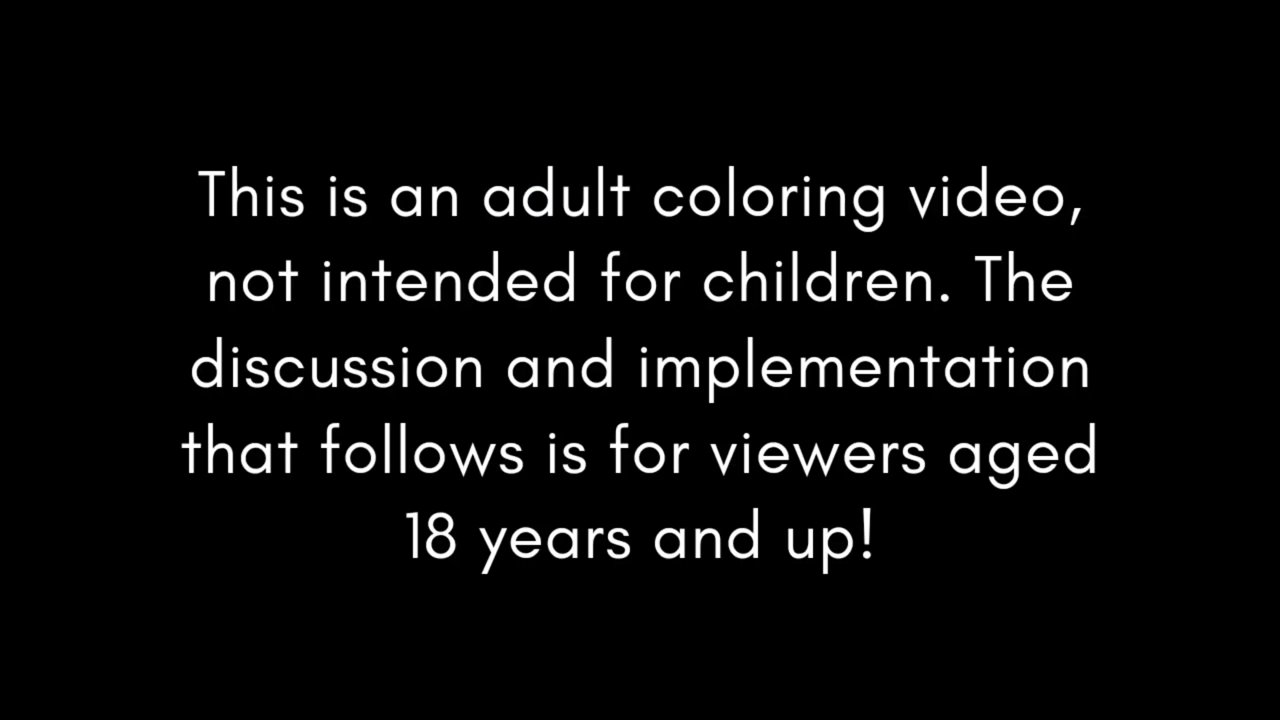 This is an adult coloring video,
not intended for children. The
discussion and implementation
that follows is for viewers aged
18 years and up!